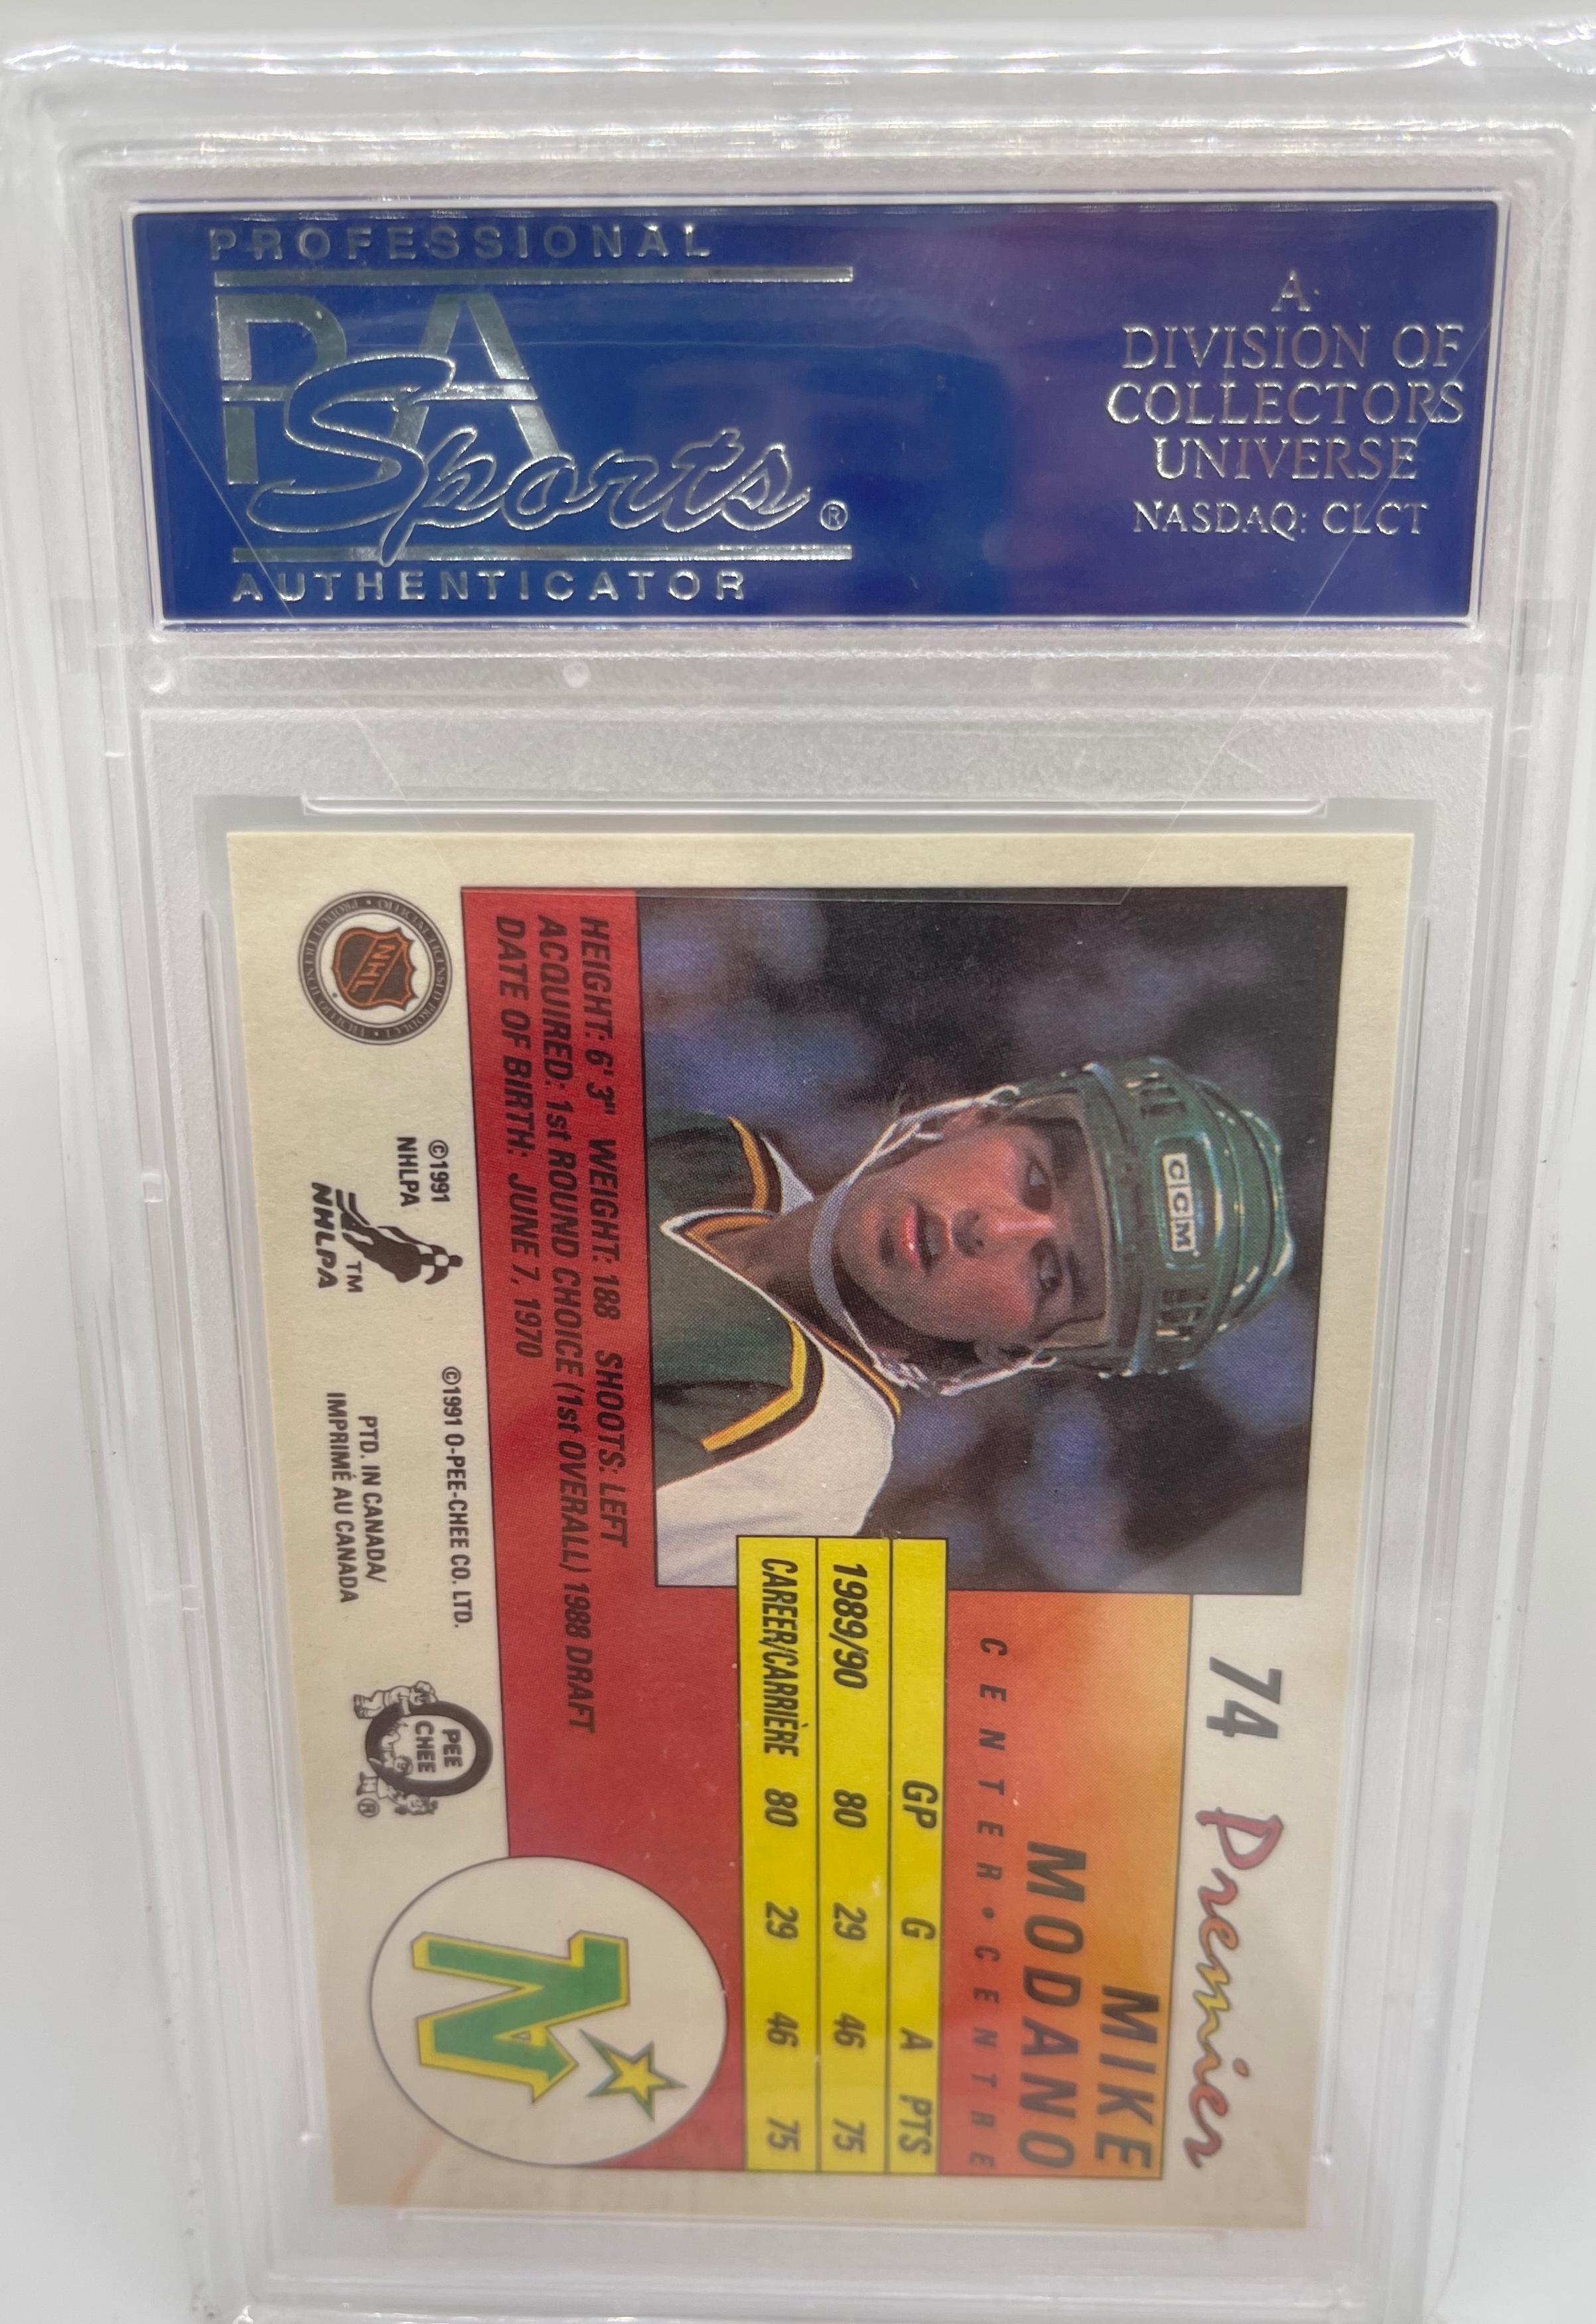 PROFESSIONAL
PSA
Sports®
AUTHENTICATOR
A
DIVISION OF
COLLECTORS
UNIVERSE
NASDAQ: CLCT
74 Premier
MIKE
MODANO
CENTER • CENTRE
GP G A PTS
1989/90 80 29 46 75
CAREER/CARRIÈRE 80 29 46 75
CCM
HEIGHT: 6' 3" WEIGHT: 188 SHOOTS: LEFT
ACQUIRED: 1st ROUND CHOICE (1st OVERALL) 1988 DRAFT
DATE OF BIRTH: JUNE 7, 1970
NHL
©1991
NHLPA
NHLPA TM
©1991 O-PEE-CHEE CO. LTD.
PTD. IN CANADA/
IMPRIMÉ AU CANADA
O
PEE
CHEE
®
N